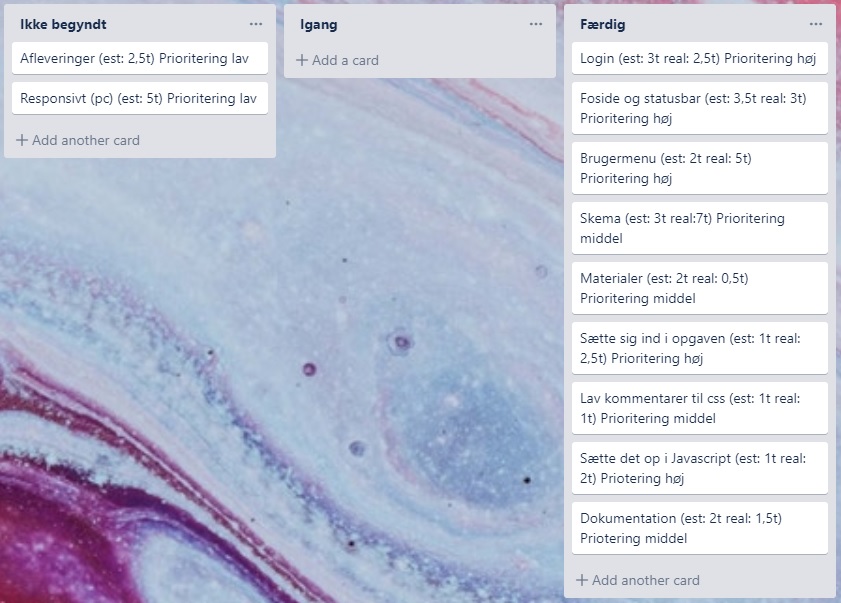 Ikke begyndt
Afleveringer (est: 2,5t) Prioritering lav
Responsivt (pc) (est: 5t) Prioritering lav
+ Add another card
Igang
+ Add a card
Færdig
Login (est: 3t real: 2,5t) Prioritering høj
Foside og statusbar (est: 3,5t real: 3t)
Prioritering høj
Brugermenu (est: 2t real: 5t)
Prioritering høj
Skema (est: 3t real:7t) Prioritering
middel
Materialer (est: 2t real: 0,5t)
Prioritering middel
Sætte sig ind i opgaven (est: 1t real:
2,5t) Prioritering høj
Lav kommentarer til css (est: 1t real:
1t) Prioritering middel
Sætte det op i Javascript (est: 1t real:
2t) Priotering høj
Dokumentation (est: 2t real: 1,5t)
Priotering middel
+ Add another card